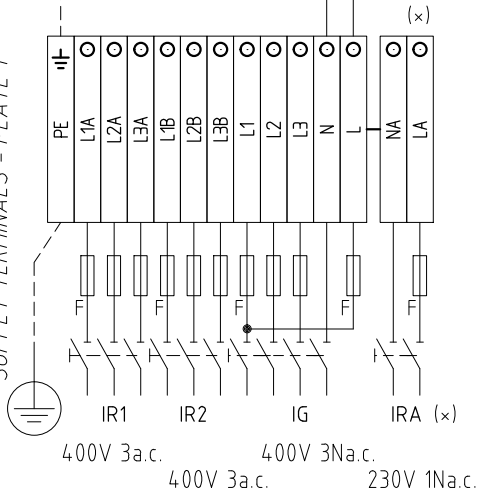 (x)
SUPPLY TERMINALS - PLATE 1
PE L1A L2A L3A L1B L2B L3B L1 L2 L3 N L NA LA
F F F F F
IR1 IR2 IG IRA (x)
400V 3a.c. 400V 3Na.c.
400V 3a.c. 230V 1Na.c.